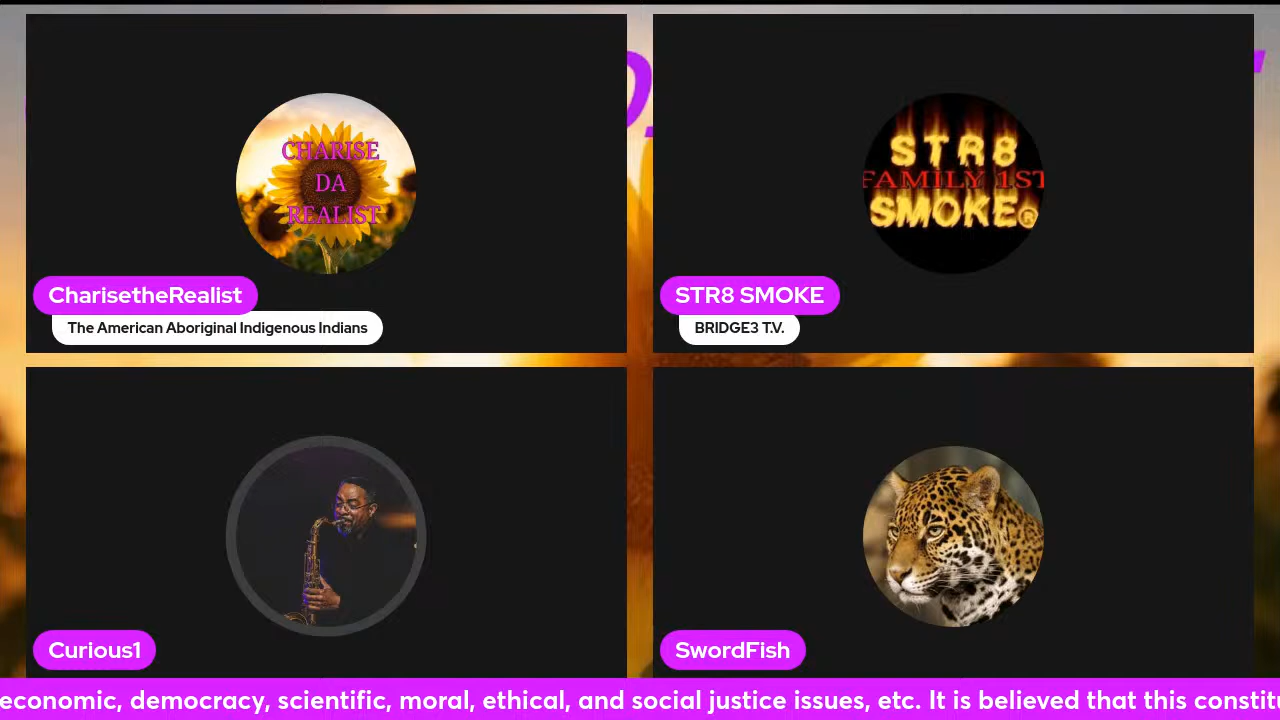 CHARISE
DA
REALIST
CharisetheRealist
The American Aboriginal Indigenous Indians
STR8
FAMILY 1ST
SMOKE®
STR8 SMOKE
BRIDGE3 T.V.
Curious1
SwordFish
economic, democracy, scientific, moral, ethical, and social justice issues, etc. It is believed that this constitu